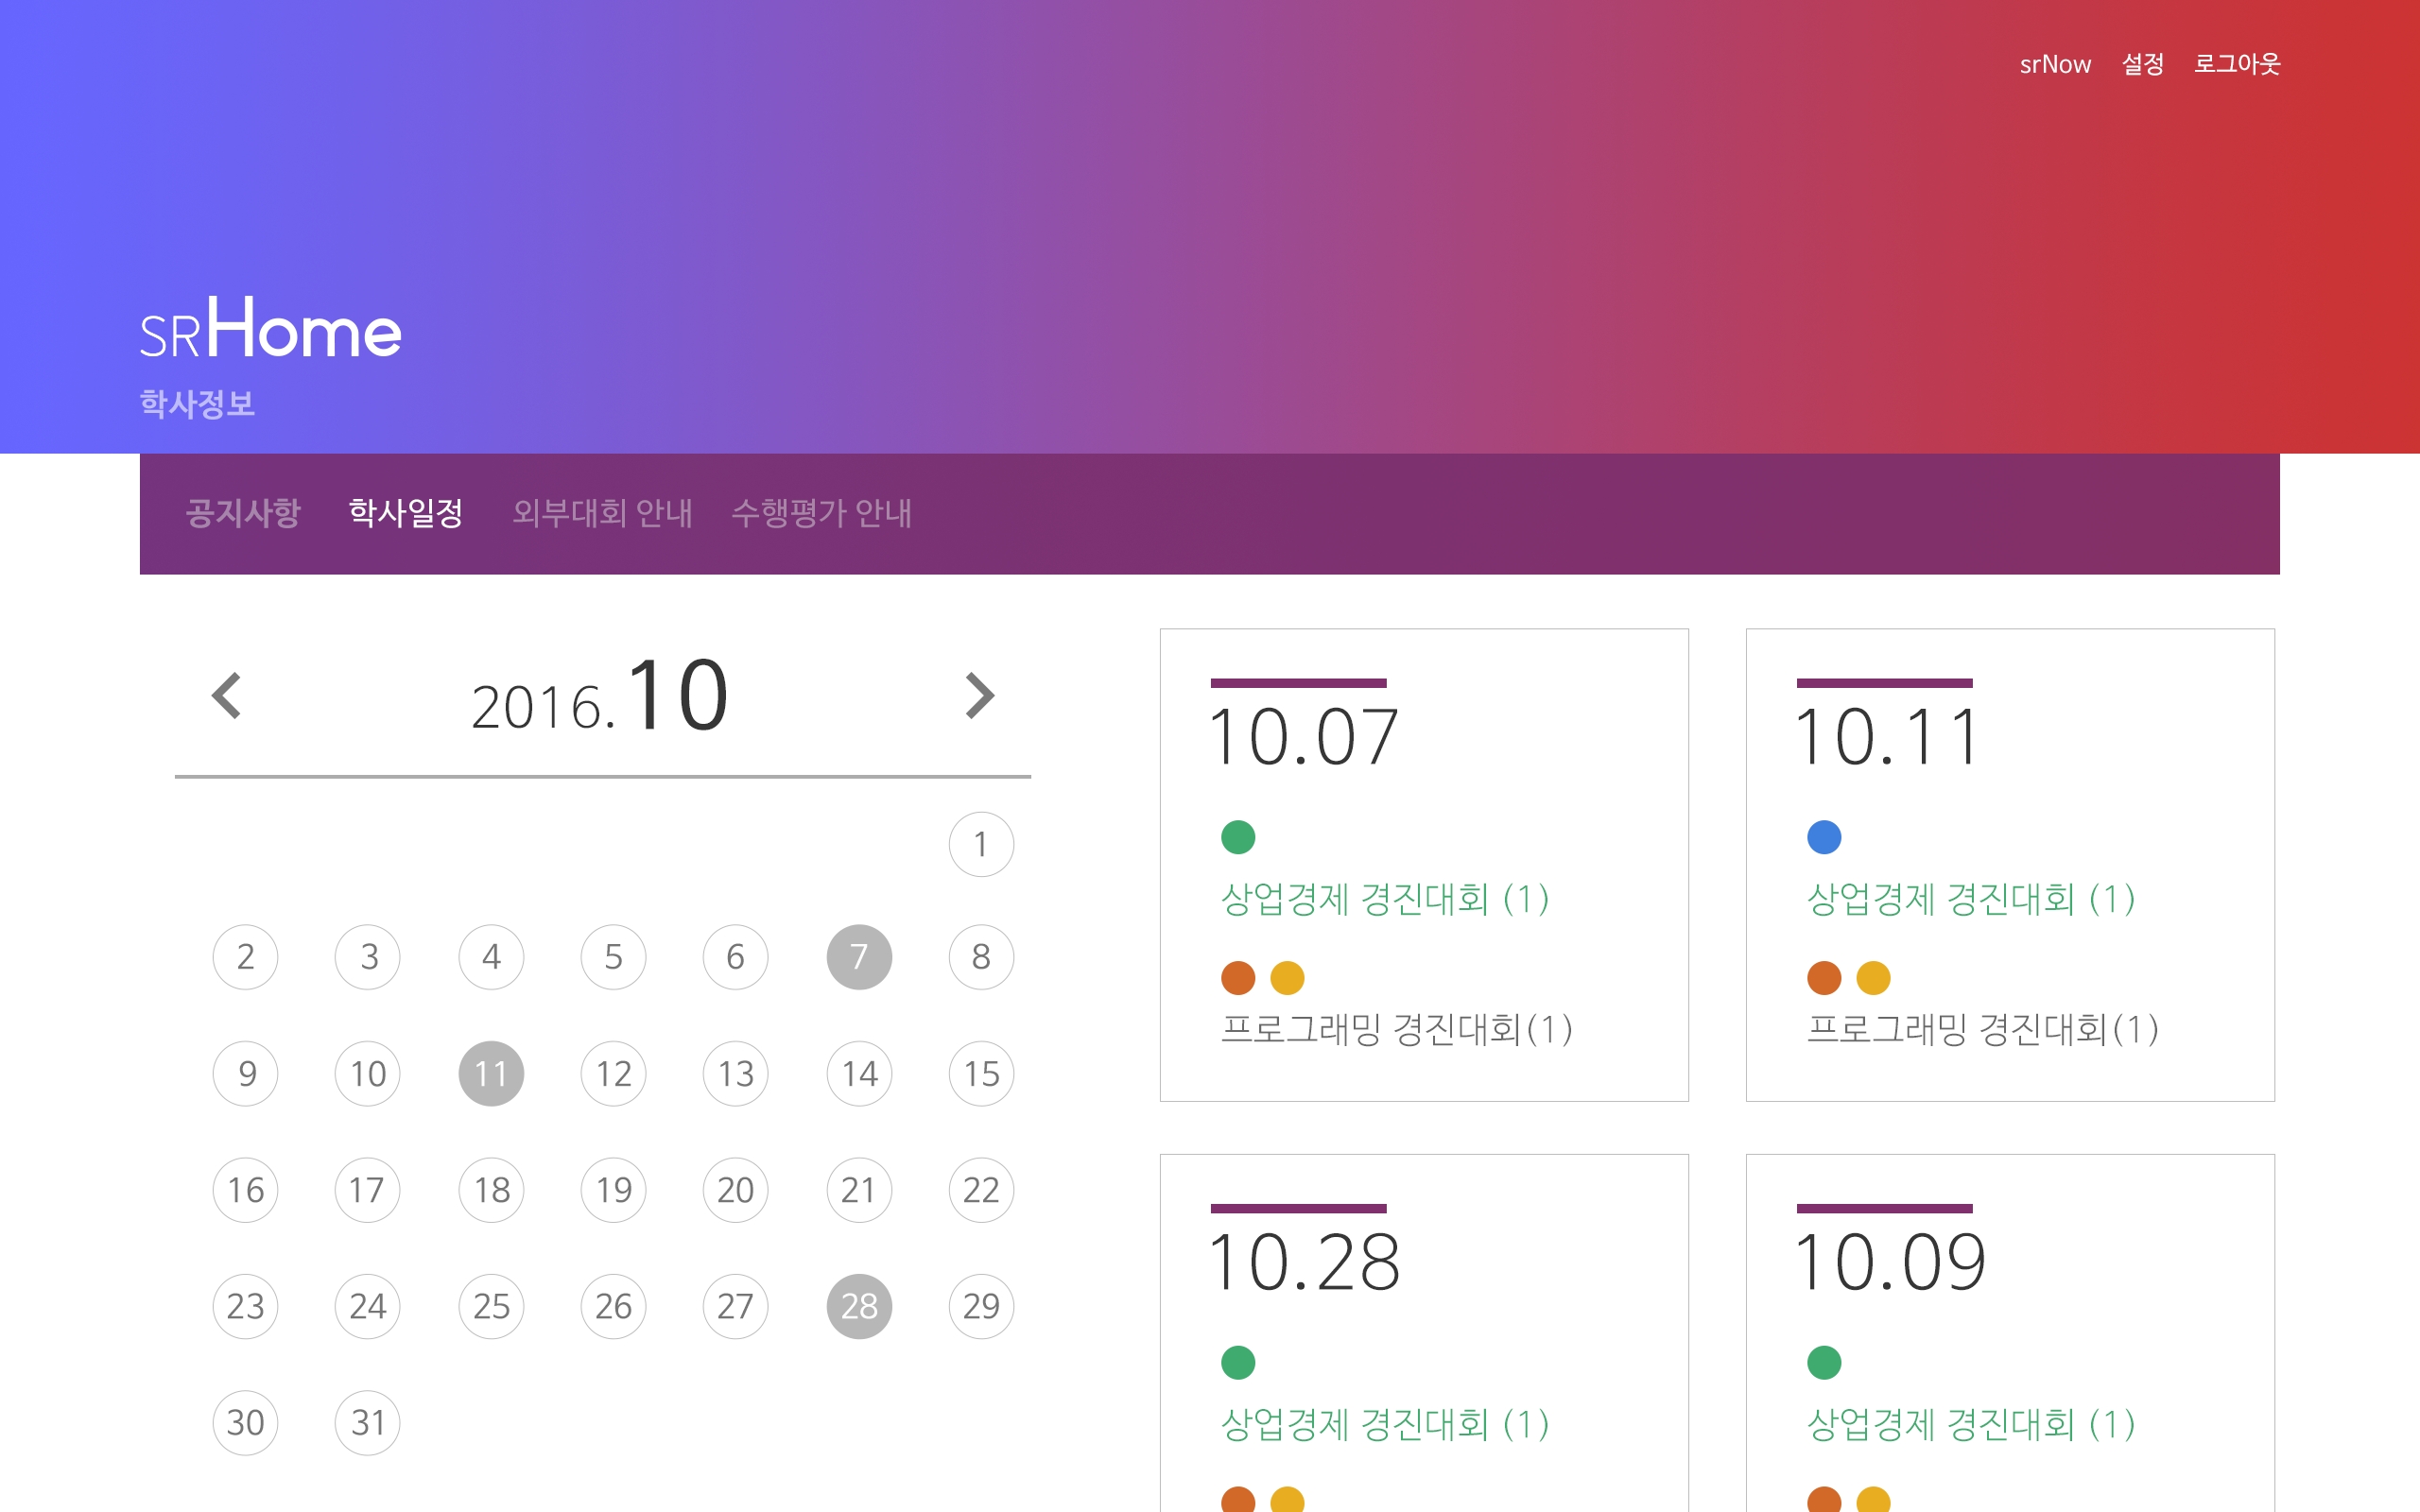 srNow 설정 로그아웃
SRHome
학사정보
공지사항 학사일정 외부대회 안내 수행평가 안내
2016.10
1
2 3 4 5 6 7 8
9 10 11 12 13 14 15
16 17 18 19 20 21 22
23 24 25 26 27 28 29
30 31
10.07
상업경제 경진대회 (1)
프로그래밍 경진대회(1)
10.11
상업경제 경진대회 (1)
프로그래밍 경진대회(1)
10.28
상업경제 경진대회 (1)
10.09
상업경제 경진대회 (1)